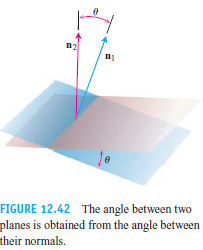 θ
n₂
n₁
θ
FIGURE 12.42 The angle between two
planes is obtained from the angle between
their normals.